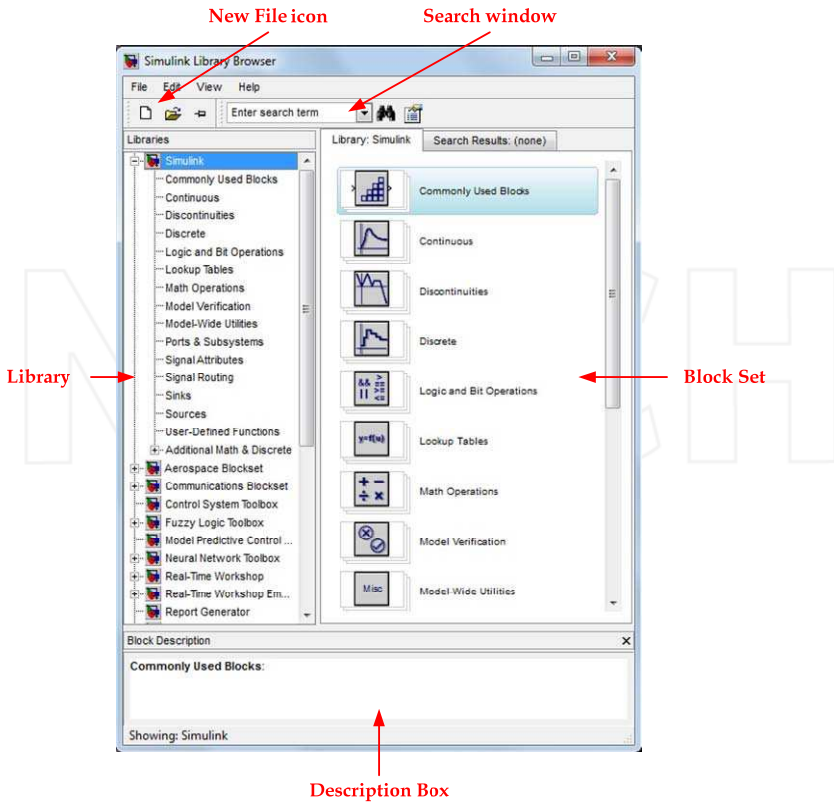 New File icon
Search window
Simulink Library Browser
File Edit View Help
Enter search term
Libraries
Library: Simulink
Search Results: (none)
Simulink
Commonly Used Blocks
Continuous
Discontinuities
Discrete
Logic and Bit Operations
Lookup Tables
Math Operations
Model Verification
Model-Wide Utilities
Ports & Subsystems
Signal Attributes
Signal Routing
Sinks
Sources
User-Defined Functions
Additional Math & Discrete
Aerospace Blockset
Communications Blockset
Control System Toolbox
Fuzzy Logic Toolbox
Model Predictive Control ...
Neural Network Toolbox
Real-Time Workshop
Real-Time Workshop Em...
Report Generator
Commonly Used Blocks
Continuous
Discontinuities
Discrete
&& || > == <=
Logic and Bit Operations
y=f(u)
Lookup Tables
+ − ÷ ×
Math Operations
Model Verification
Misc
Model-Wide Utilities
Library
Block Set
Block Description
Commonly Used Blocks:
Showing: Simulink
Description Box